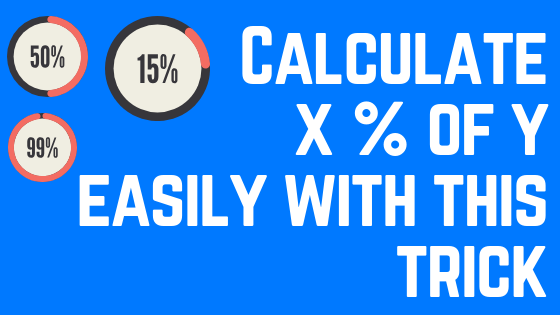 50%
15%
99%
CALCULATE
X % OF Y
EASILY WITH THIS
TRICK